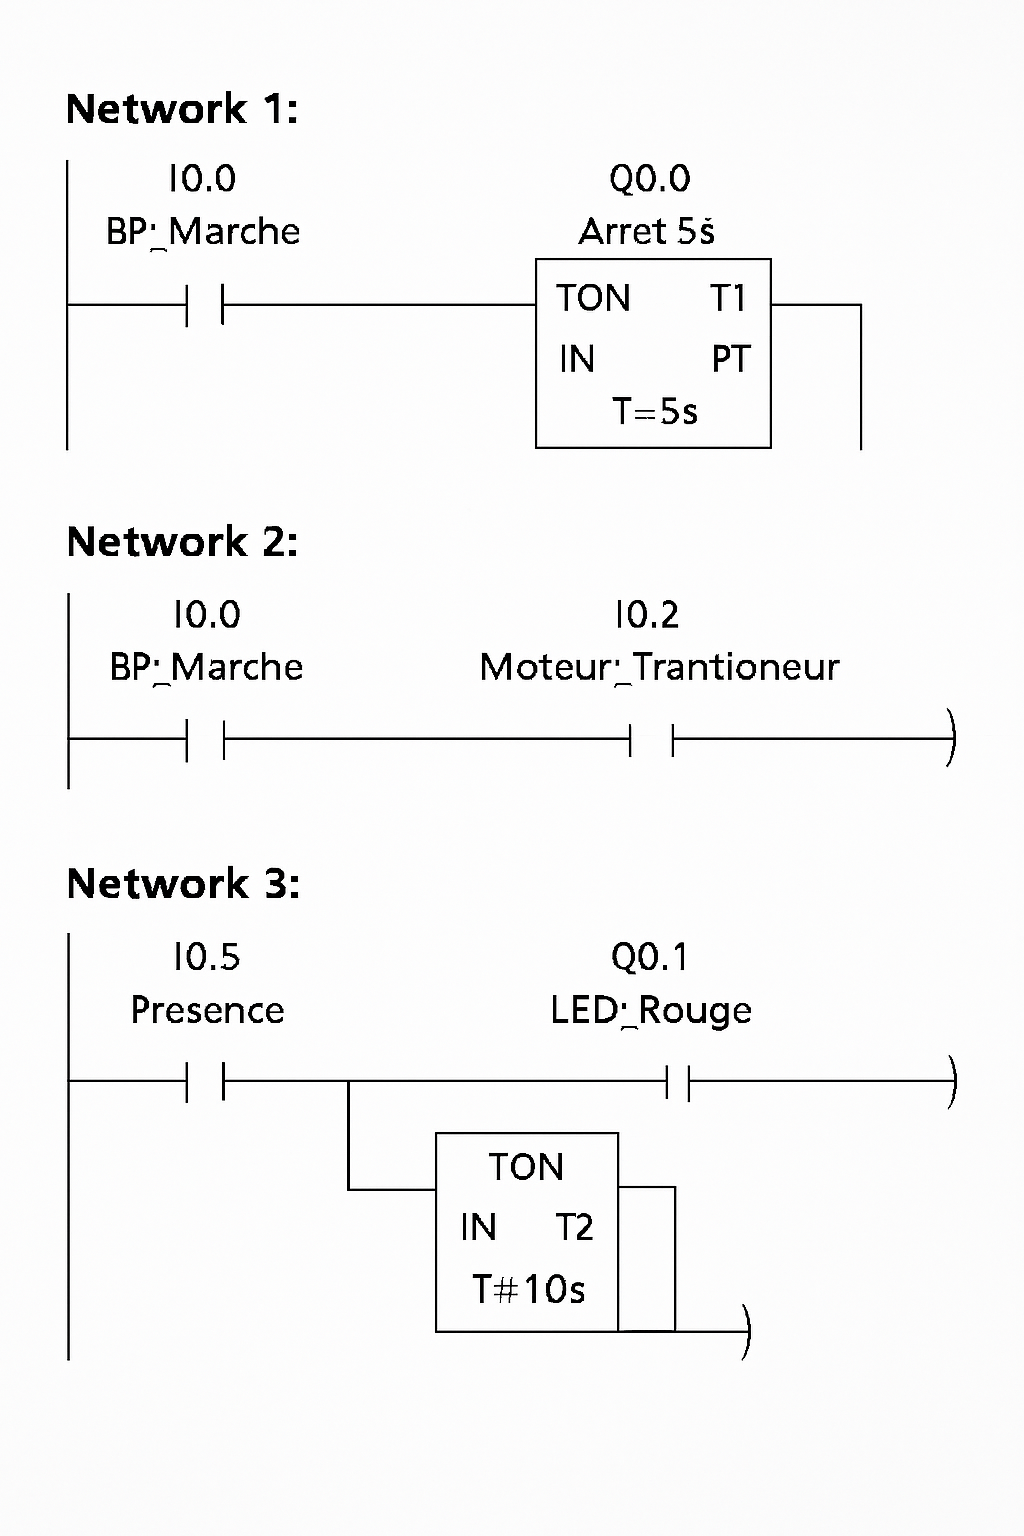 Network 1:
I0.0
BP:_Marche
Q0.0
Arret 5s
TON T1
IN PT
T=5s
Network 2:
I0.0
BP:_Marche
I0.2
Moteur:_Trantioneur
Network 3:
I0.5
Presence
Q0.1
LED:_Rouge
TON
IN T2
T#10s